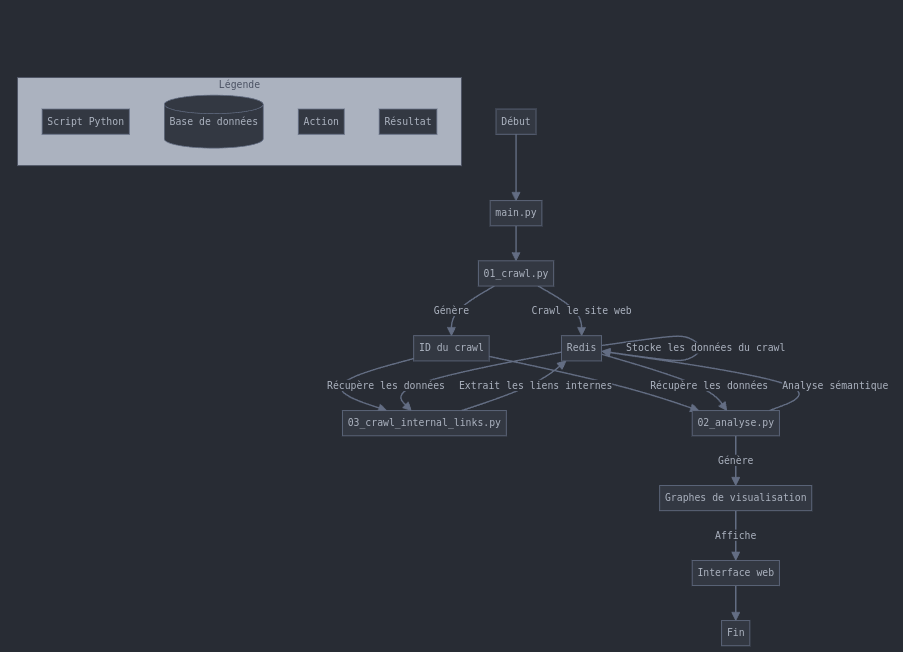 Légende
Script Python
Base de données
Action
Résultat
Début
main.py
01_crawl.py
Génère
Crawl le site web
ID du crawl
Redis
Stocke les données du crawl
Récupère les données
Extrait les liens internes
Récupère les données
Analyse sémantique
03_crawl_internal_links.py
02_analyse.py
Génère
Graphes de visualisation
Affiche
Interface web
Fin